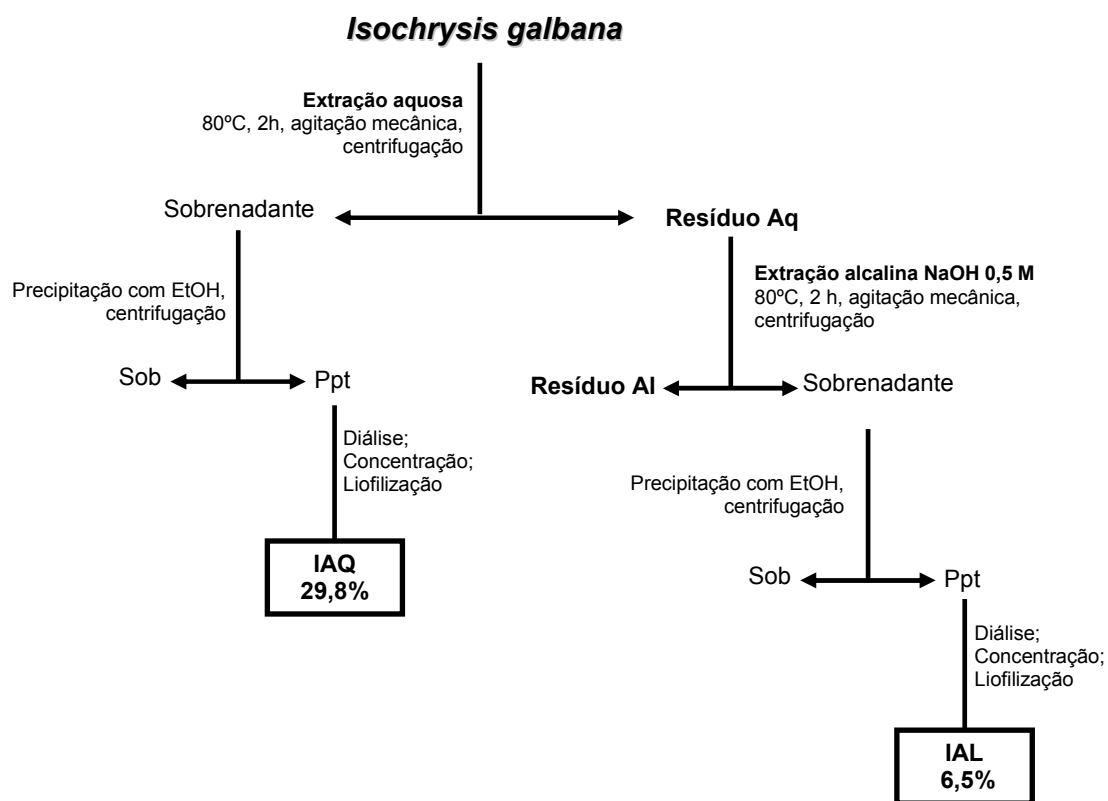 Isochrysis galbana
Extração aquosa
80ºC, 2h, agitação mecânica,
centrifugação
Sobrenadante
Resíduo Aq
Precipitação com EtOH,
centrifugação
Extração alcalina NaOH 0,5 M
80ºC, 2 h, agitação mecânica,
centrifugação
Sob
Ppt
Resíduo Al
Sobrenadante
Diálise;
Concentração;
Liofilização
Precipitação com EtOH,
centrifugação
IAQ
29,8%
Sob
Ppt
Diálise;
Concentração;
Liofilização
IAL
6,5%